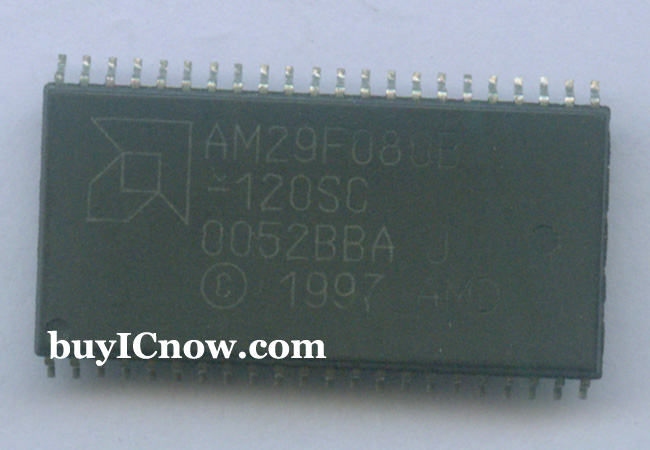 AM29F080B
-120SC
0052BBA J
© 1997 AMD
buyICnow.com